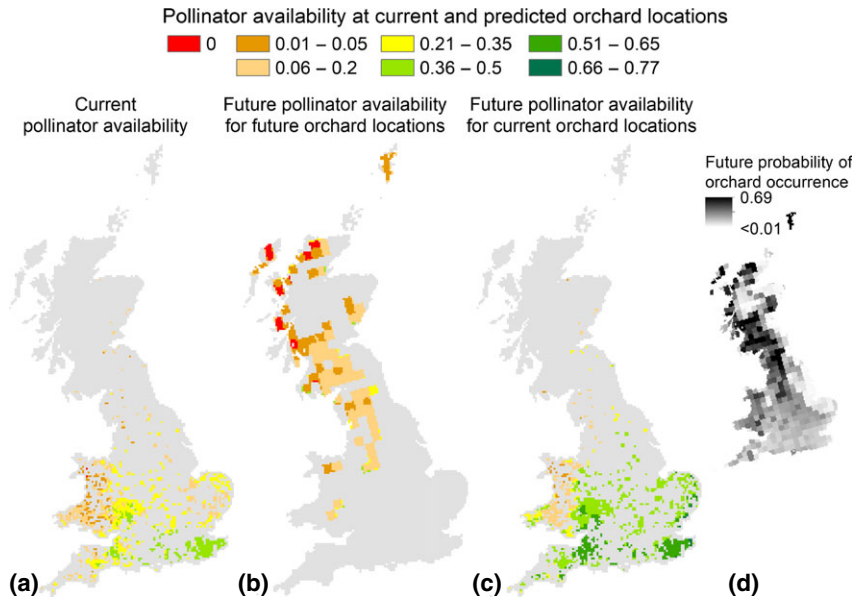 Pollinator availability at current and predicted orchard locations
0
0.01 – 0.05
0.21 – 0.35
0.51 – 0.65
0.06 – 0.2
0.36 – 0.5
0.66 – 0.77
Current
pollinator availability
Future pollinator availability
for future orchard locations
Future pollinator availability
for current orchard locations
Future probability of
orchard occurrence
0.69
<0.01
(a)
(b)
(c)
(d)